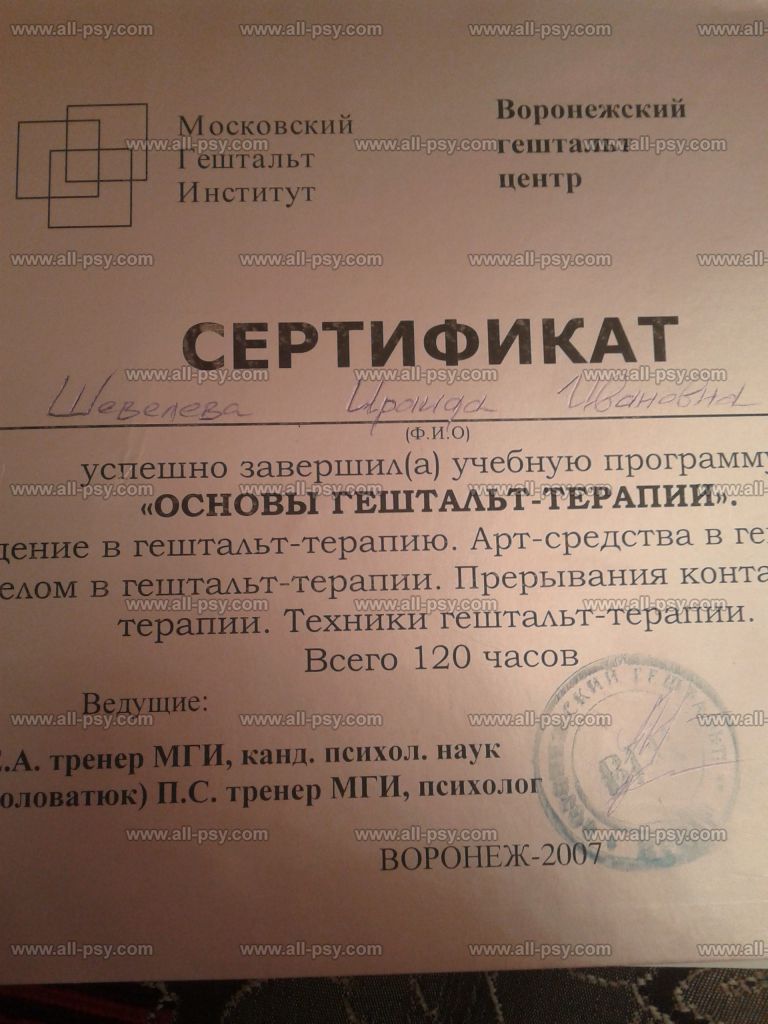 Московский
Гештальт
Институт
Воронежский
гештальт
центр
СЕРТИФИКАТ
Шевелева Ираида Ивановна
(Ф.И.О)
успешно завершил(а) учебную программу
«ОСНОВЫ ГЕШТАЛЬТ-ТЕРАПИИ».
дение в гештальт-терапию. Арт-средства в ге
елом в гештальт-терапии. Прерывания конта
терапии. Техники гештальт-терапии.
Всего 120 часов
Ведущие:
.А. тренер МГИ, канд. психол. наук
оловатюк) П.С. тренер МГИ, психолог
ВОРОНЕЖ-2007
www.all-psy.com